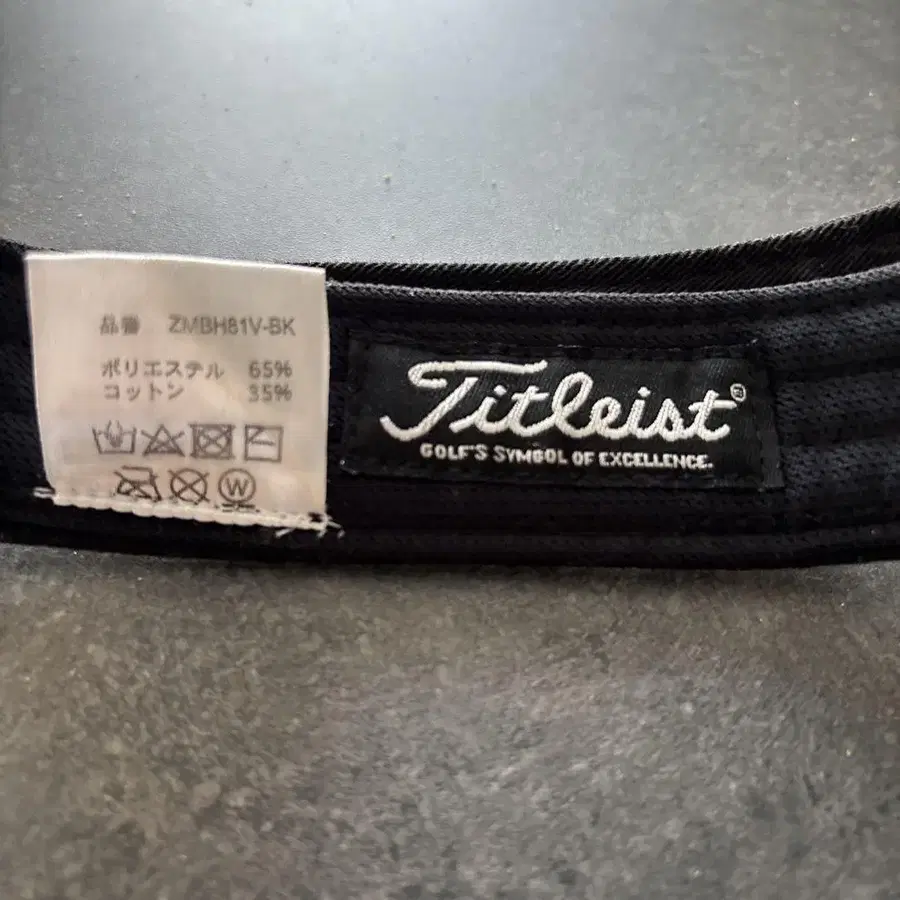 品番 ZMBH81V-BK
ポリエステル 65%
コットン 35%
W
Titleist®
GOLF'S SYMBOL OF EXCELLENCE.